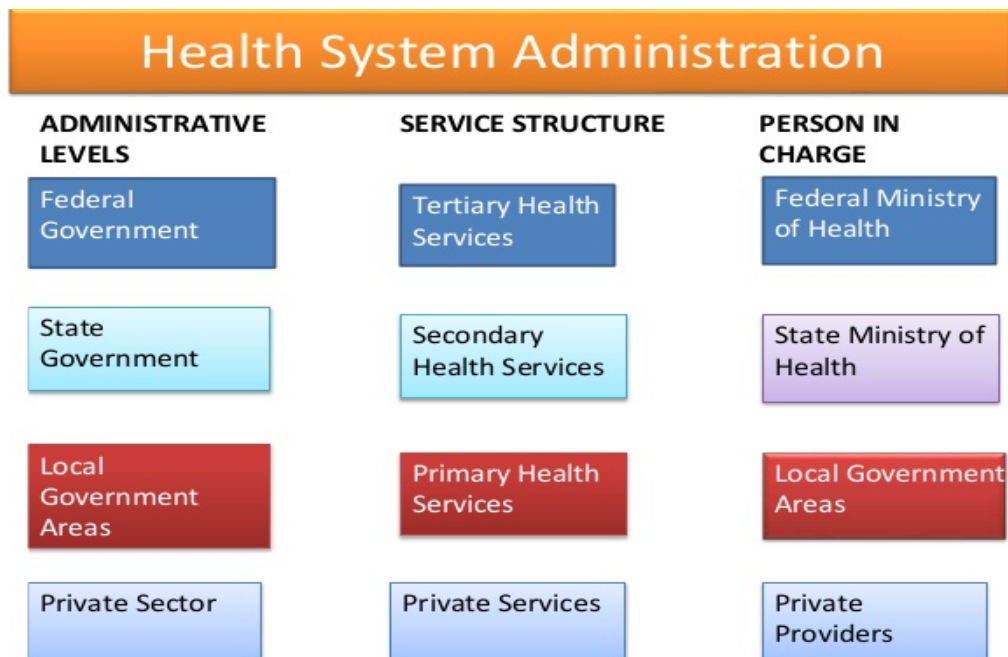 Health System Administration
ADMINISTRATIVE
LEVELS
SERVICE STRUCTURE
PERSON IN
CHARGE
Federal
Government
Tertiary Health
Services
Federal Ministry
of Health
State
Government
Secondary
Health Services
State Ministry of
Health
Local
Government
Areas
Primary Health
Services
Local Government
Areas
Private Sector
Private Services
Private
Providers